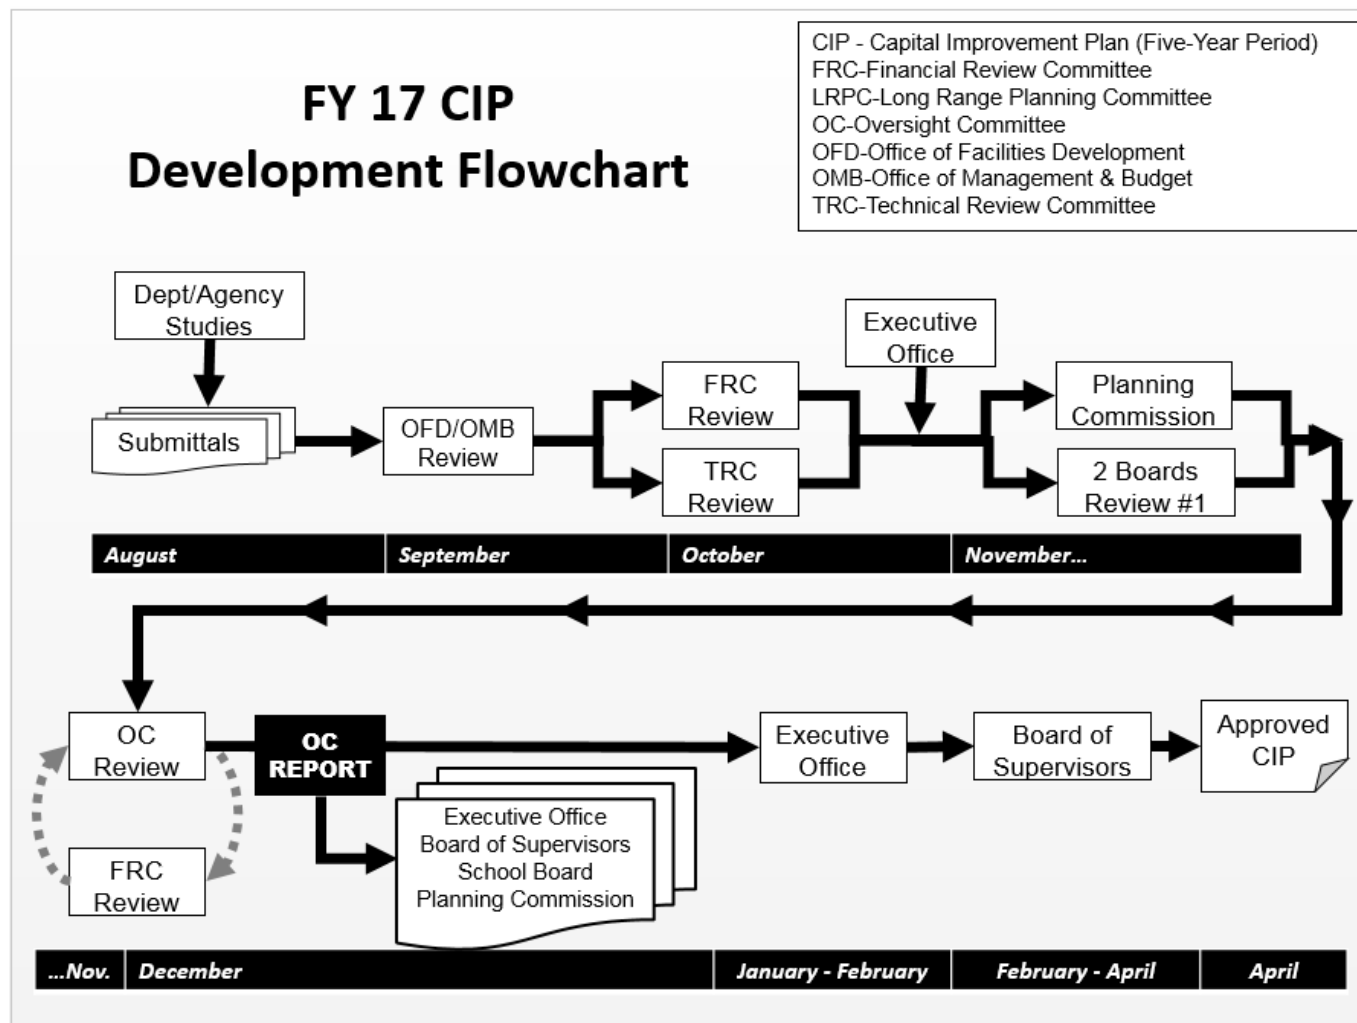 FY 17 CIP
Development Flowchart
CIP - Capital Improvement Plan (Five-Year Period)
FRC-Financial Review Committee
LRPC-Long Range Planning Committee
OC-Oversight Committee
OFD-Office of Facilities Development
OMB-Office of Management & Budget
TRC-Technical Review Committee
Dept/Agency
Studies
Submittals
OFD/OMB
Review
FRC
Review
TRC
Review
Executive
Office
Planning
Commission
2 Boards
Review #1
August
September
October
November...
OC
Review
FRC
Review
OC
REPORT
Executive Office
Board of Supervisors
School Board
Planning Commission
Executive
Office
Board of
Supervisors
Approved
CIP
...Nov.
December
January - February
February - April
April